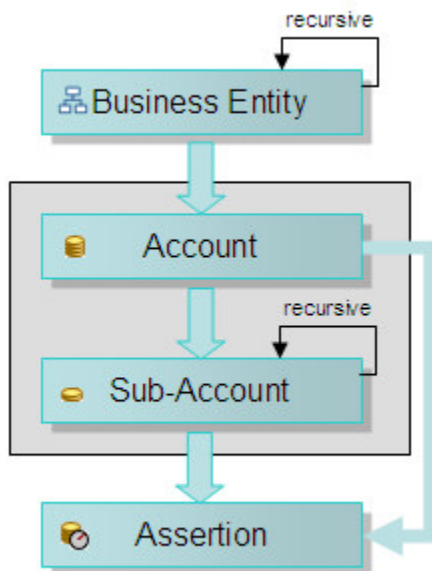 recursive
Business Entity
Account
recursive
Sub-Account
Assertion